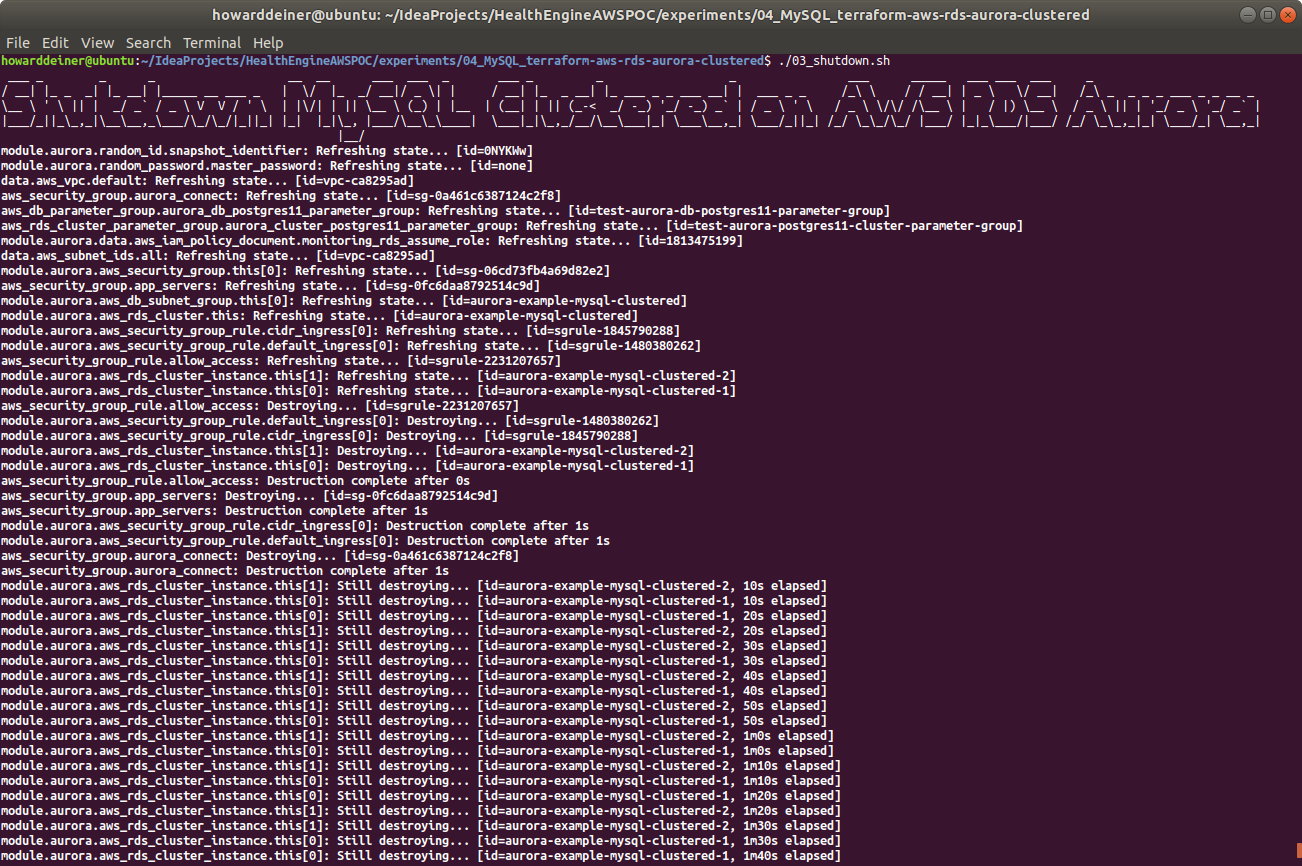 howarddeiner@ubuntu: ~/IdeaProjects/HealthEngineAWSPOC/experiments/04_MySQL_terraform-aws-rds-aurora-clustered
File Edit View Search Terminal Help
howarddeiner@ubuntu:~/IdeaProjects/HealthEngineAWSPOC/experiments/04_MySQL_terraform-aws-rds-aurora-clustered$ ./03_shutdown.sh
Shutdown MySQL Clustered on AWS RDS Aurora
module.aurora.random_id.snapshot_identifier: Refreshing state... [id=0NYKWw]
module.aurora.random_password.master_password: Refreshing state... [id=none]
data.aws_vpc.default: Refreshing state... [id=vpc-ca8295ad]
aws_security_group.aurora_connect: Refreshing state... [id=sg-0a461c6387124c2f8]
aws_db_parameter_group.aurora_db_postgres11_parameter_group: Refreshing state... [id=test-aurora-db-postgres11-parameter-group]
aws_rds_cluster_parameter_group.aurora_cluster_postgres11_parameter_group: Refreshing state... [id=test-aurora-postgres11-cluster-parameter-group]
module.aurora.data.aws_iam_policy_document.monitoring_rds_assume_role: Refreshing state... [id=1813475199]
data.aws_subnet_ids.all: Refreshing state... [id=vpc-ca8295ad]
module.aurora.aws_security_group.this[0]: Refreshing state... [id=sg-06cd73fb4a69d82e2]
aws_security_group.app_servers: Refreshing state... [id=sg-0fc6daa8792514c9d]
module.aurora.aws_db_subnet_group.this[0]: Refreshing state... [id=aurora-example-mysql-clustered]
module.aurora.aws_rds_cluster.this: Refreshing state... [id=aurora-example-mysql-clustered]
module.aurora.aws_security_group_rule.cidr_ingress[0]: Refreshing state... [id=sgrule-1845790288]
module.aurora.aws_security_group_rule.default_ingress[0]: Refreshing state... [id=sgrule-1480380262]
aws_security_group_rule.allow_access: Refreshing state... [id=sgrule-2231207657]
module.aurora.aws_rds_cluster_instance.this[1]: Refreshing state... [id=aurora-example-mysql-clustered-2]
module.aurora.aws_rds_cluster_instance.this[0]: Refreshing state... [id=aurora-example-mysql-clustered-1]
aws_security_group_rule.allow_access: Destroying... [id=sgrule-2231207657]
module.aurora.aws_security_group_rule.default_ingress[0]: Destroying... [id=sgrule-1480380262]
module.aurora.aws_security_group_rule.cidr_ingress[0]: Destroying... [id=sgrule-1845790288]
module.aurora.aws_rds_cluster_instance.this[1]: Destroying... [id=aurora-example-mysql-clustered-2]
module.aurora.aws_rds_cluster_instance.this[0]: Destroying... [id=aurora-example-mysql-clustered-1]
aws_security_group_rule.allow_access: Destruction complete after 0s
aws_security_group.app_servers: Destroying... [id=sg-0fc6daa8792514c9d]
aws_security_group.app_servers: Destruction complete after 1s
module.aurora.aws_security_group_rule.cidr_ingress[0]: Destruction complete after 1s
module.aurora.aws_security_group_rule.default_ingress[0]: Destruction complete after 1s
aws_security_group.aurora_connect: Destroying... [id=sg-0a461c6387124c2f8]
aws_security_group.aurora_connect: Destruction complete after 1s
module.aurora.aws_rds_cluster_instance.this[1]: Still destroying... [id=aurora-example-mysql-clustered-2, 10s elapsed]
module.aurora.aws_rds_cluster_instance.this[0]: Still destroying... [id=aurora-example-mysql-clustered-1, 10s elapsed]
module.aurora.aws_rds_cluster_instance.this[0]: Still destroying... [id=aurora-example-mysql-clustered-1, 20s elapsed]
module.aurora.aws_rds_cluster_instance.this[1]: Still destroying... [id=aurora-example-mysql-clustered-2, 20s elapsed]
module.aurora.aws_rds_cluster_instance.this[1]: Still destroying... [id=aurora-example-mysql-clustered-2, 30s elapsed]
module.aurora.aws_rds_cluster_instance.this[0]: Still destroying... [id=aurora-example-mysql-clustered-1, 30s elapsed]
module.aurora.aws_rds_cluster_instance.this[1]: Still destroying... [id=aurora-example-mysql-clustered-2, 40s elapsed]
module.aurora.aws_rds_cluster_instance.this[0]: Still destroying... [id=aurora-example-mysql-clustered-1, 40s elapsed]
module.aurora.aws_rds_cluster_instance.this[1]: Still destroying... [id=aurora-example-mysql-clustered-2, 50s elapsed]
module.aurora.aws_rds_cluster_instance.this[0]: Still destroying... [id=aurora-example-mysql-clustered-1, 50s elapsed]
module.aurora.aws_rds_cluster_instance.this[1]: Still destroying... [id=aurora-example-mysql-clustered-2, 1m0s elapsed]
module.aurora.aws_rds_cluster_instance.this[0]: Still destroying... [id=aurora-example-mysql-clustered-1, 1m0s elapsed]
module.aurora.aws_rds_cluster_instance.this[1]: Still destroying... [id=aurora-example-mysql-clustered-2, 1m10s elapsed]
module.aurora.aws_rds_cluster_instance.this[0]: Still destroying... [id=aurora-example-mysql-clustered-1, 1m10s elapsed]
module.aurora.aws_rds_cluster_instance.this[0]: Still destroying... [id=aurora-example-mysql-clustered-1, 1m20s elapsed]
module.aurora.aws_rds_cluster_instance.this[1]: Still destroying... [id=aurora-example-mysql-clustered-2, 1m20s elapsed]
module.aurora.aws_rds_cluster_instance.this[1]: Still destroying... [id=aurora-example-mysql-clustered-2, 1m30s elapsed]
module.aurora.aws_rds_cluster_instance.this[0]: Still destroying... [id=aurora-example-mysql-clustered-1, 1m30s elapsed]
module.aurora.aws_rds_cluster_instance.this[0]: Still destroying... [id=aurora-example-mysql-clustered-1, 1m40s elapsed]